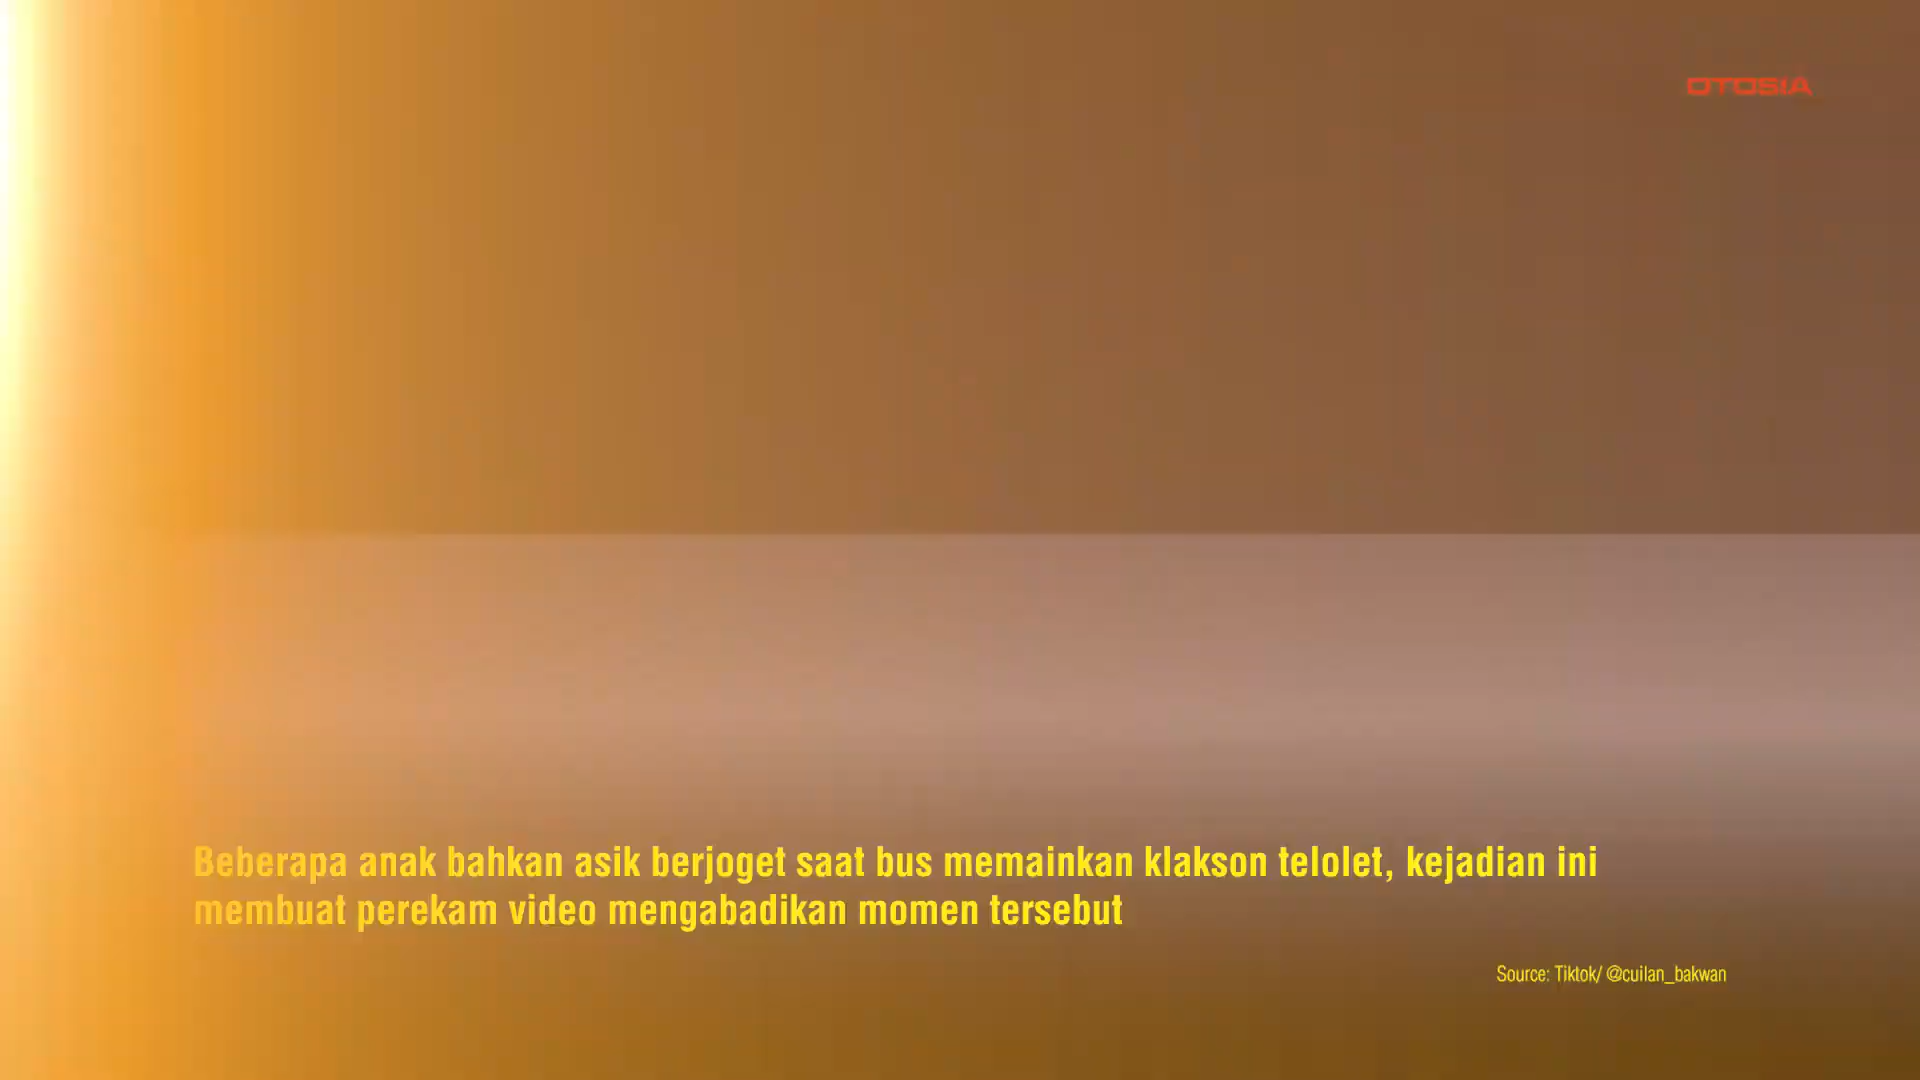 OTOSIA
Beberapa anak bahkan asik berjoget saat bus memainkan klakson telolet, kejadian ini
membuat perekam video mengabadikan momen tersebut
Source: Tiktok/ @cuilan_bakwan